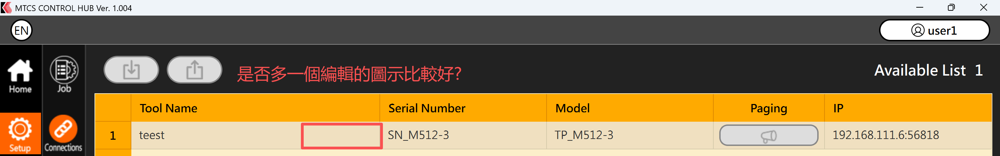 MTCS CONTROL HUB Ver. 1.004
EN
user1
Home
Job
是否多一個編輯的圖示比較好?
Available List 1
Tool Name
Serial Number
Model
Paging
IP
1
teest
SN_M512-3
TP_M512-3
192.168.111.6:56818
Setup
Connections